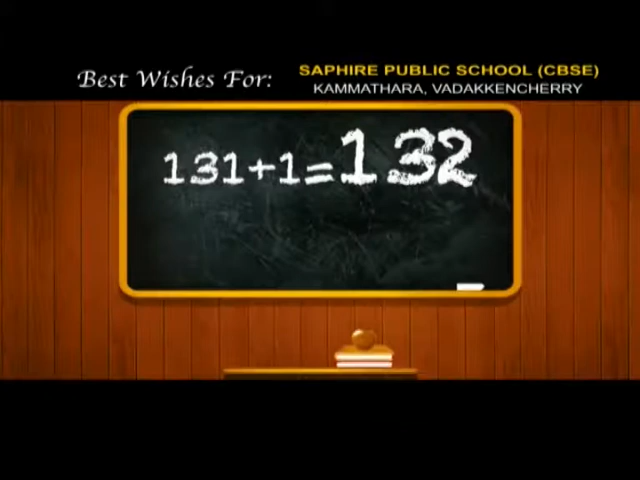 Best Wishes For:
SAPHIRE PUBLIC SCHOOL (CBSE)
KAMMATHARA, VADAKKENCHERRY
131+1=132